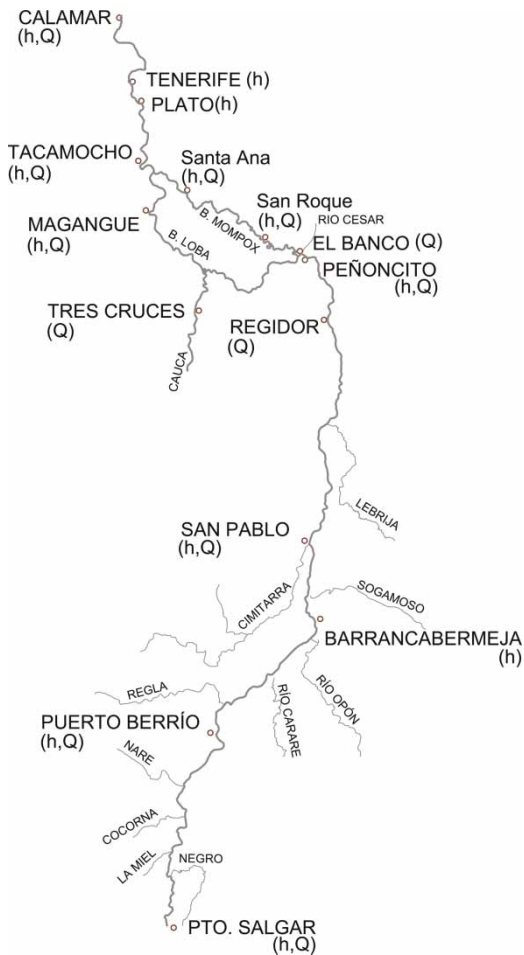 CALAMAR
(h,Q)
TENERIFE (h)
PLATO(h)
TACAMOCHO
(h,Q)
Santa Ana
(h,Q)
San Roque
(h,Q)
RIO CESAR
MAGANGUE
(h,Q)
B. MOMPOX
B. LOBA
EL BANCO (Q)
PEÑONCITO
(h,Q)
TRES CRUCES
(Q)
REGIDOR
(Q)
CAUCA
LEBRIJA
SAN PABLO
(h,Q)
CIMITARRA
SOGAMOSO
BARRANCABERMEJA
(h)
REGLA
RÍO CARARE
RÍO OPÓN
PUERTO BERRÍO
(h,Q)
NARE
COCORNA
LA MIEL
NEGRO
PTO. SALGAR
(h,Q)